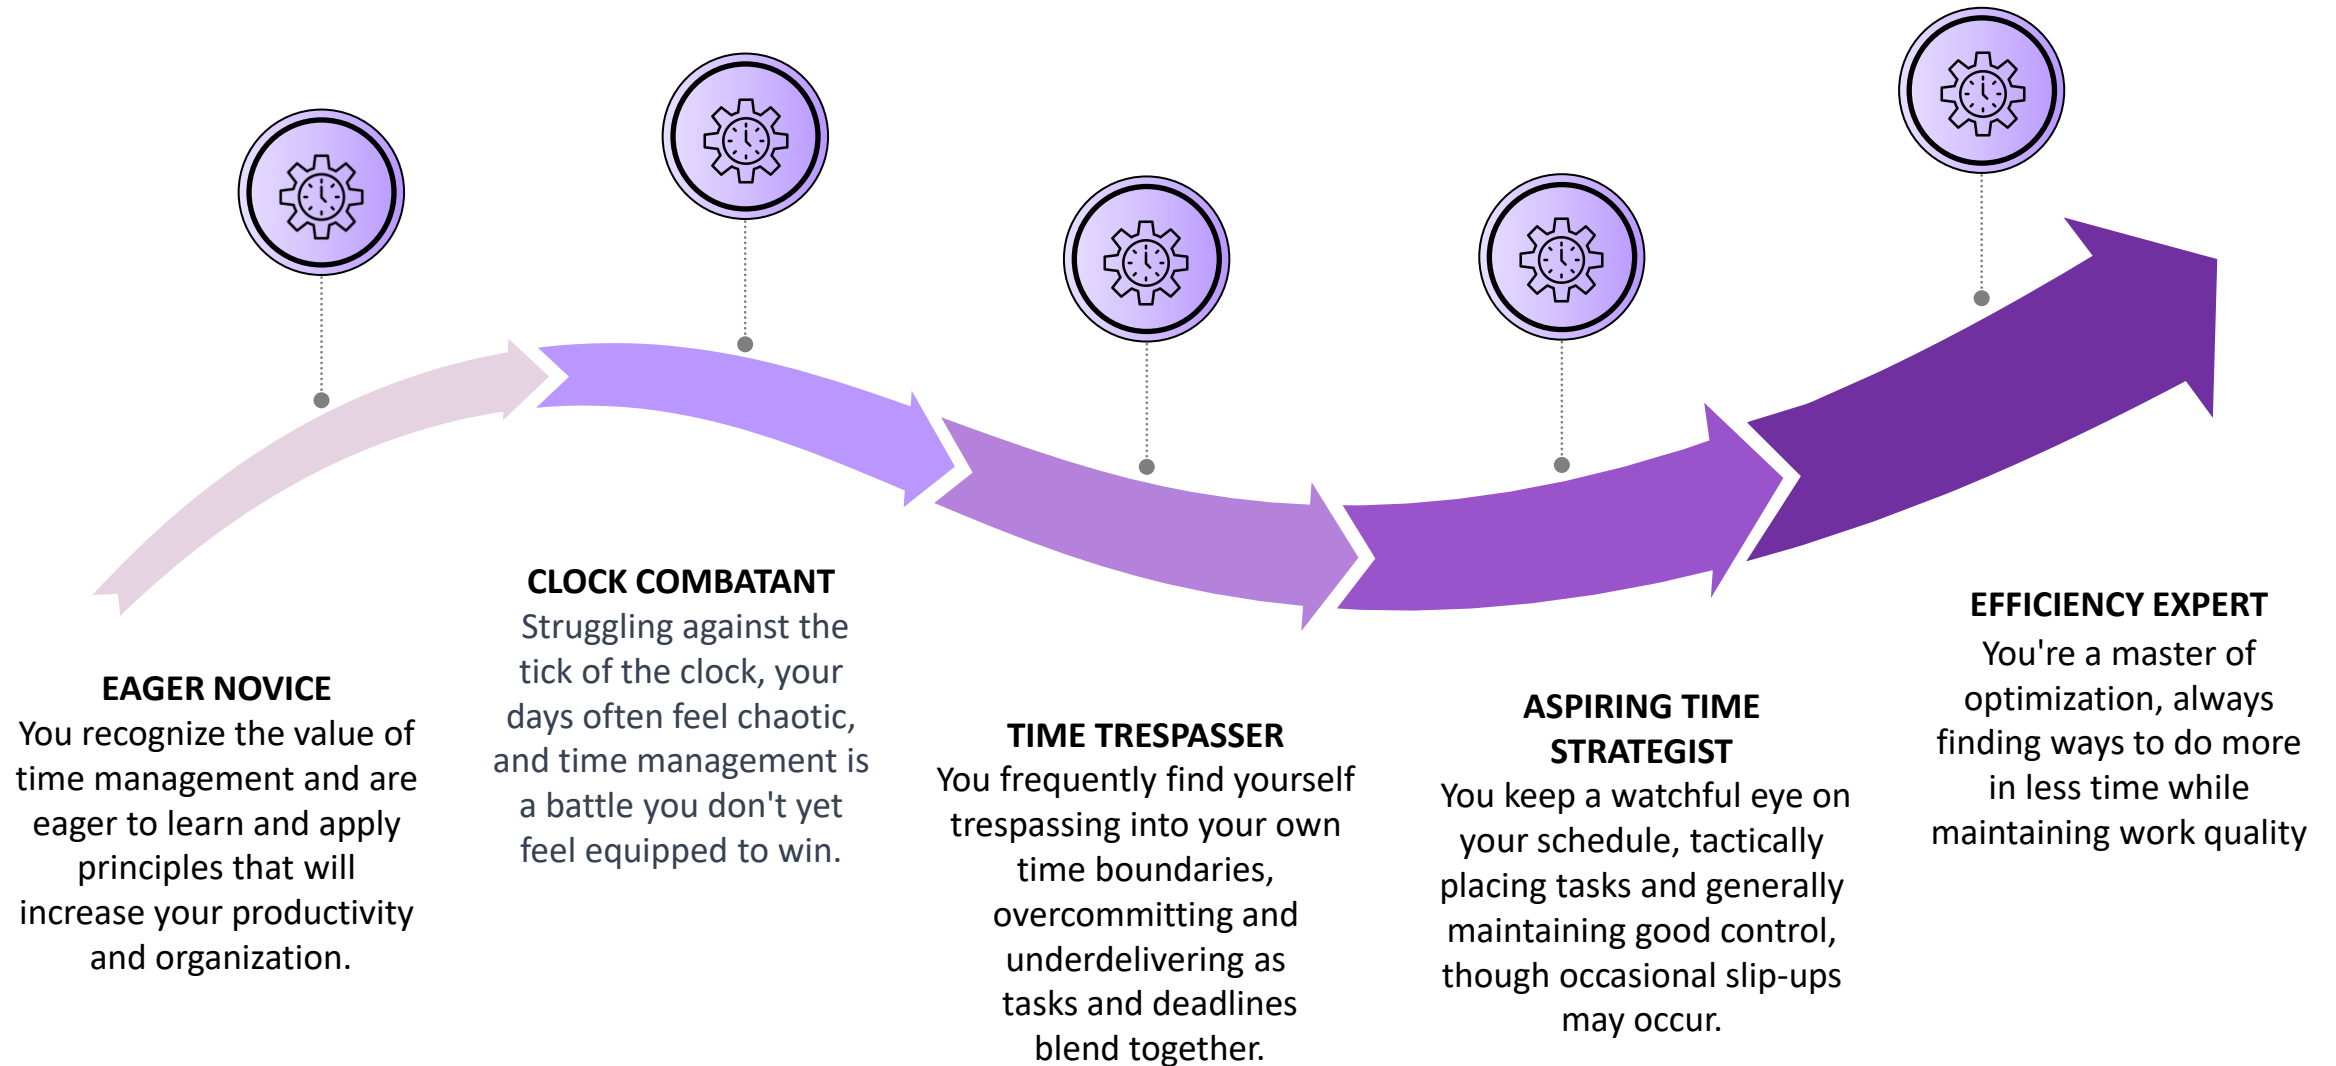 EAGER NOVICE
You recognize the value of
time management and are
eager to learn and apply
principles that will
increase your productivity
and organization.
CLOCK COMBATANT
Struggling against the
tick of the clock, your
days often feel chaotic,
and time management is
a battle you don't yet
feel equipped to win.
TIME TRESPASSER
You frequently find yourself
trespassing into your own
time boundaries,
overcommitting and
underdelivering as
tasks and deadlines
blend together.
ASPIRING TIME
STRATEGIST
You keep a watchful eye on
your schedule, tactically
placing tasks and generally
maintaining good control,
though occasional slip-ups
may occur.
EFFICIENCY EXPERT
You're a master of
optimization, always
finding ways to do more
in less time while
maintaining work quality